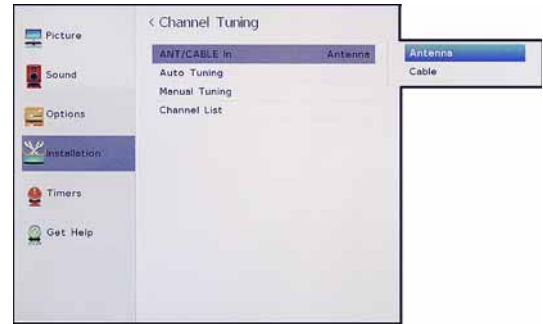 Picture
Sound
Options
Installation
Timers
Get Help
< Channel Tuning
ANT/CABLE In Antenna
Auto Tuning
Manual Tuning
Channel List
Antenna
Cable